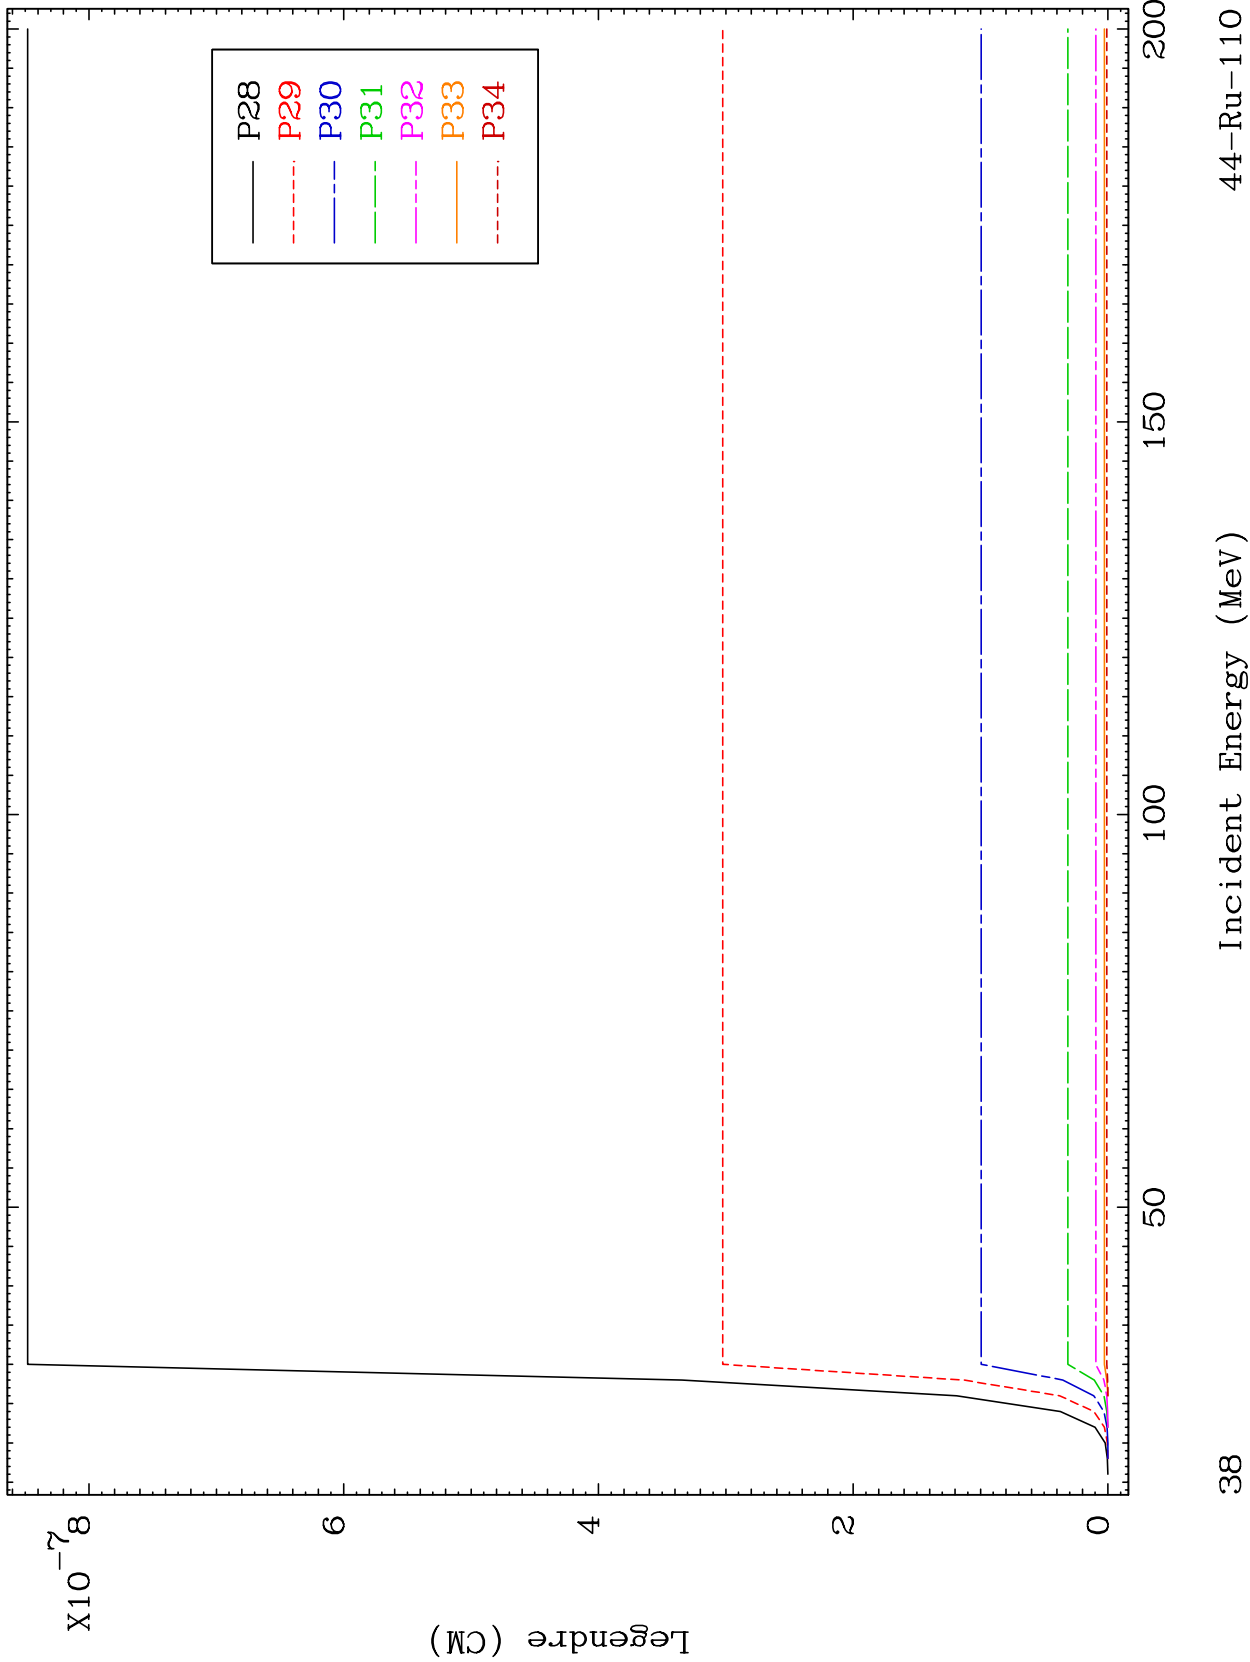 X10-7
8
6
4
2
0
Legendre (CM)
P28
P29
P30
P31
P32
P33
P34
50
100
150
200
Incident Energy (MeV)
38
44-Ru-110